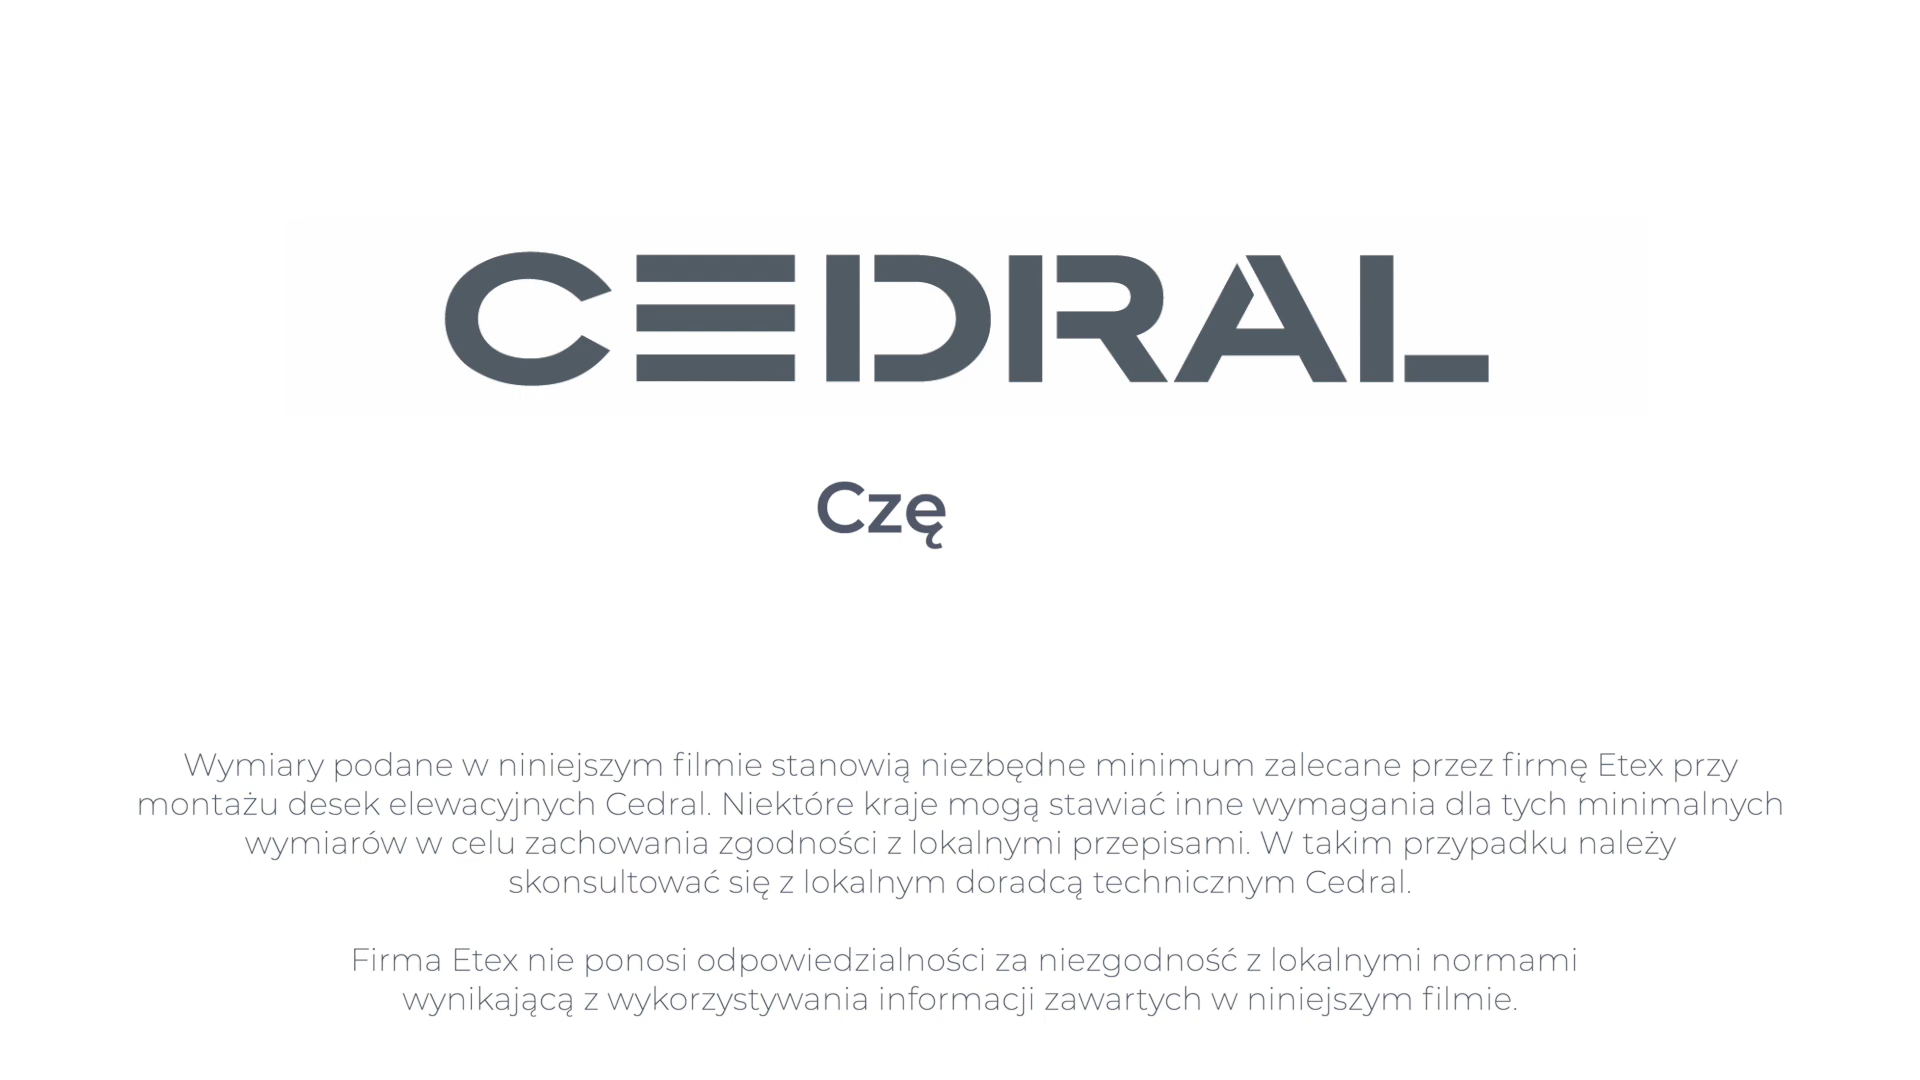 CEDRAL
Czę
Wymiary podane w niniejszym filmie stanowią niezbędne minimum zalecane przez firmę Etex przy
montażu desek elewacyjnych Cedral. Niektóre kraje mogą stawiać inne wymagania dla tych minimalnych
wymiarów w celu zachowania zgodności z lokalnymi przepisami. W takim przypadku należy
skonsultować się z lokalnym doradcą technicznym Cedral.
Firma Etex nie ponosi odpowiedzialności za niezgodność z lokalnymi normami
wynikającą z wykorzystywania informacji zawartych w niniejszym filmie.